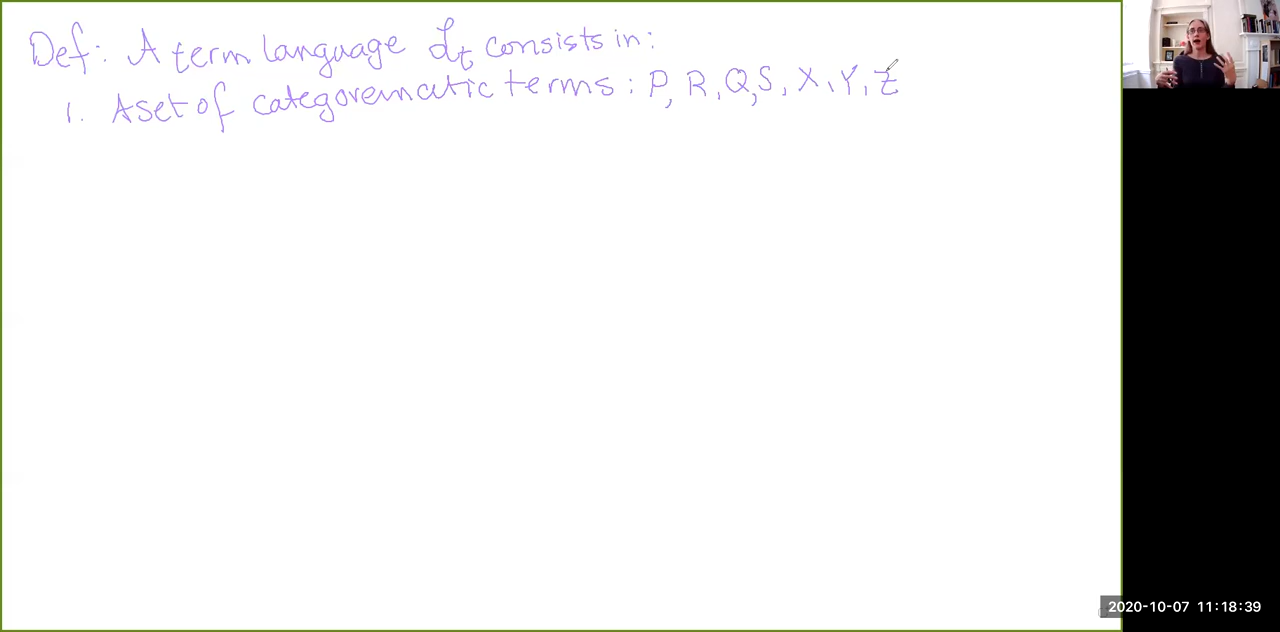 Def: A term language ℒt consists in:
1. A set of categorematic terms: P, R, Q, S, X, Y, Z
2020-10-07 11:18:39